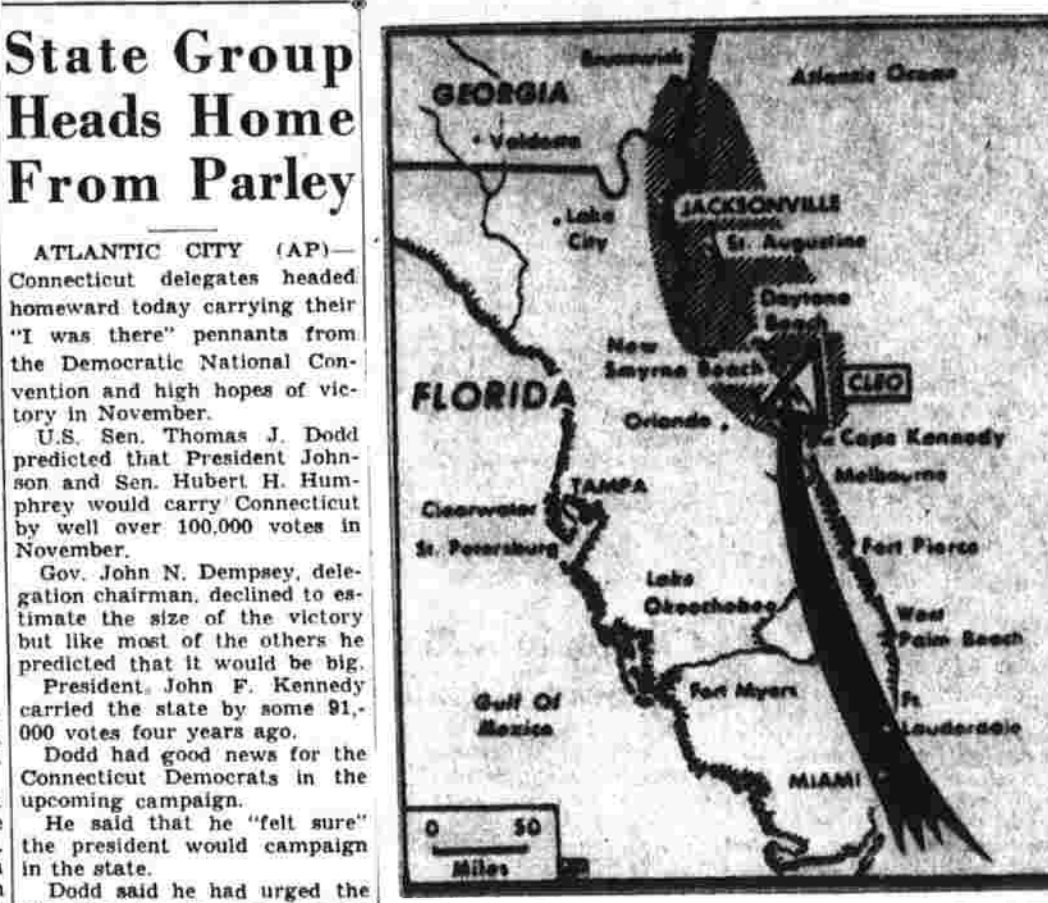 State Group
Heads Home
From Parley
ATLANTIC CITY (AP)—
Connecticut delegates headed
homeward today carrying their
"I was there" pennants from
the Democratic National Con-
vention and high hopes of vic-
tory in November.
U.S. Sen. Thomas J. Dodd
predicted that President John-
son and Sen. Hubert H. Hum-
phrey would carry Connecticut
by well over 100,000 votes in
November.
Gov. John N. Dempsey, dele-
gation chairman, declined to es-
timate the size of the victory
but like most of the others he
predicted that it would be big.
President John F. Kennedy
carried the state by some 91,-
000 votes four years ago.
Dodd had good news for the
Connecticut Democrats in the
upcoming campaign.
He said that he "felt sure"
the president would campaign
in the state.
Dodd said he had urged the
Brunswick
Atlantic Ocean
GEORGIA
Valdosta
JACKSONVILLE
Lake
City
St. Augustine
Daytona
Beach
New
Smyrna Beach
CLEO
FLORIDA
Orlando
Cape Kennedy
Melbourne
TAMPA
Clearwater
St. Petersburg
Fort Pierce
Lake
Okeechobee
West
Palm Beach
Fort Myers
Gulf Of
Mexico
Ft.
Lauderdale
MIAMI
0 50
Miles